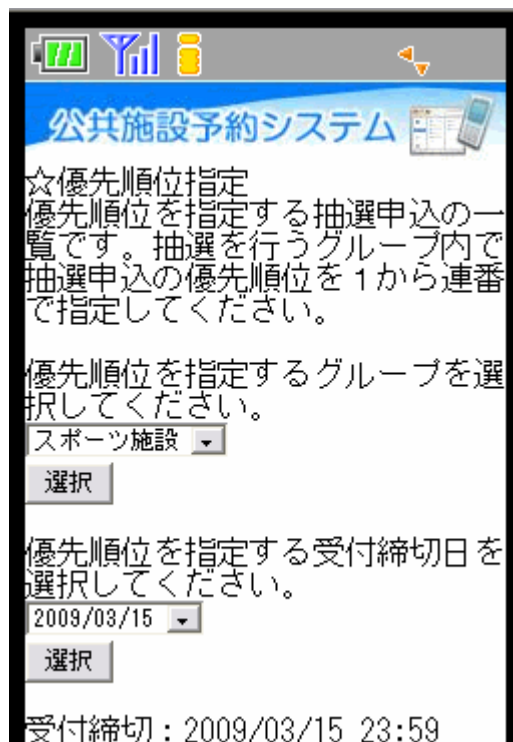 公共施設予約システム
☆優先順位指定
優先順位を指定する抽選申込の一
覧です。抽選を行うグループ内で
抽選申込の優先順位を1から連番
で指定してください。
優先順位を指定するグループを選
択してください。
スポーツ施設
選択
優先順位を指定する受付締切日を
選択してください。
2009/03/15
選択
受付締切:2009/03/15 23:59